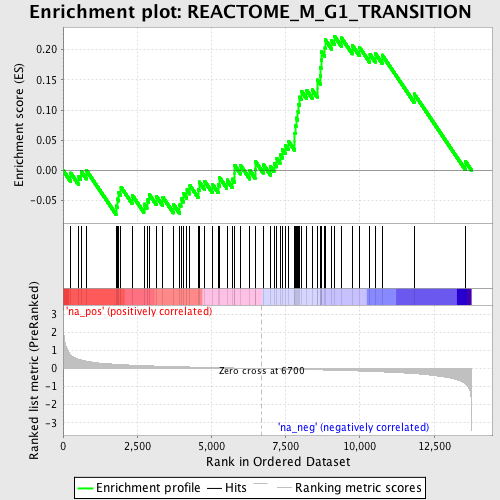 Enrichment plot: REACTOME_M_G1_TRANSITION
Enrichment score (ES)
0.20
0.15
0.10
0.05
0.00
-0.05
'na_pos' (positively correlated)
Ranked list metric (PreRanked)
3
2
1
0
-1
-2
-3
Zero cross at 6700
'na_neg' (negatively correlated)
0
2,500
5,000
7,500
10,000
12,500
Rank in Ordered Dataset
Enrichment profile
Hits
Ranking metric scores